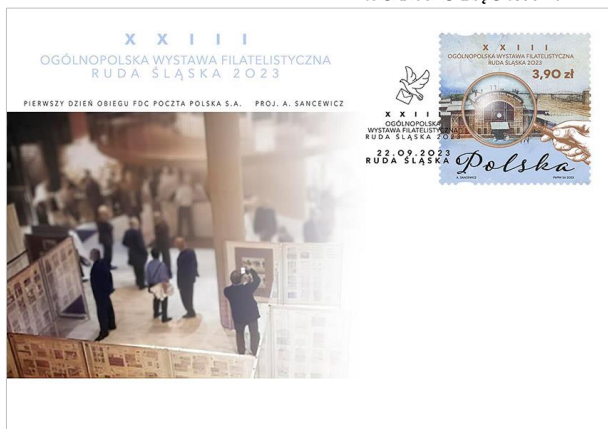 X X I I I
OGÓLNOPOLSKA WYSTAWA FILATELISTYCZNA
RUDA ŚLĄSKA 2023
PIERWSZY DZIEŃ OBIEGU FDC POCZTA POLSKA S.A. PROJ. A. SANCEWICZ
X X I I I
OGÓLNOPOLSKA
WYSTAWA FILATELISTYCZNA
RUDA ŚLĄSKA 2023
22.09.2023
RUDA ŚLĄSKA
X X I I I
OGÓLNOPOLSKA WYSTAWA FILATELISTYCZNA
RUDA ŚLĄSKA 2023
3,90 zł
Polska
A. SANCEWICZ